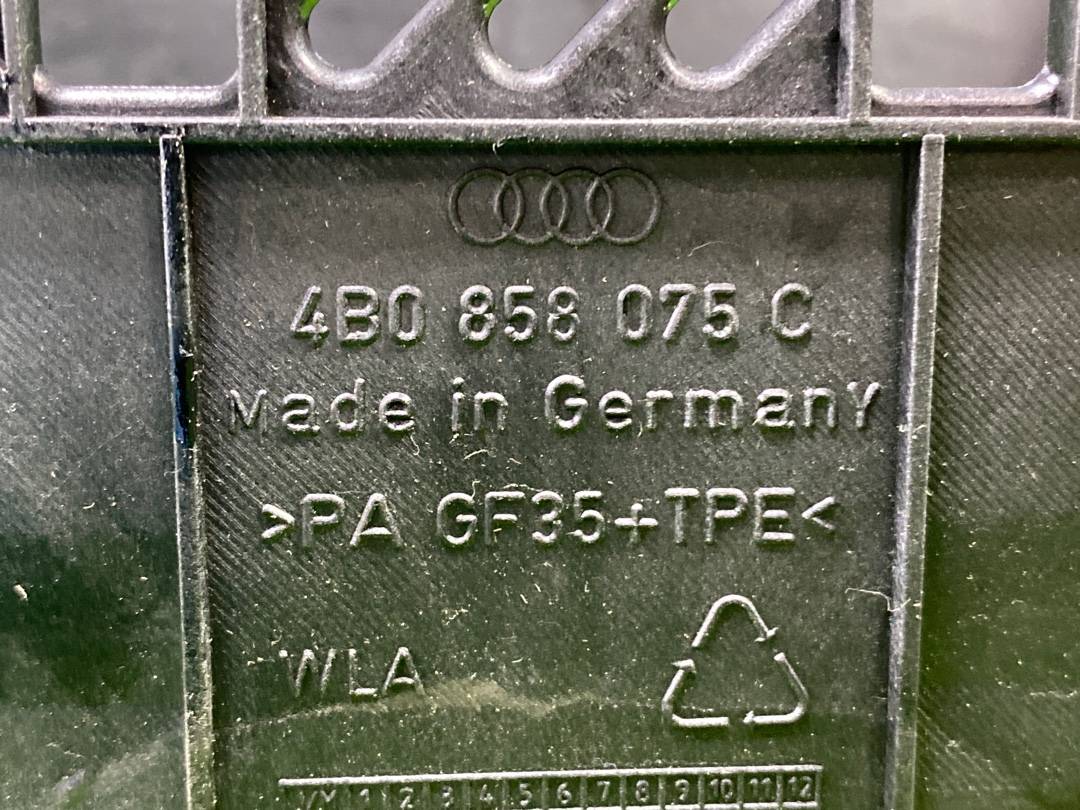 4B0 858 075 C
Made in Germany
>PA GF35+TPE<
WLA
1 2 3 4 5 6 7 8 9 10 11 12